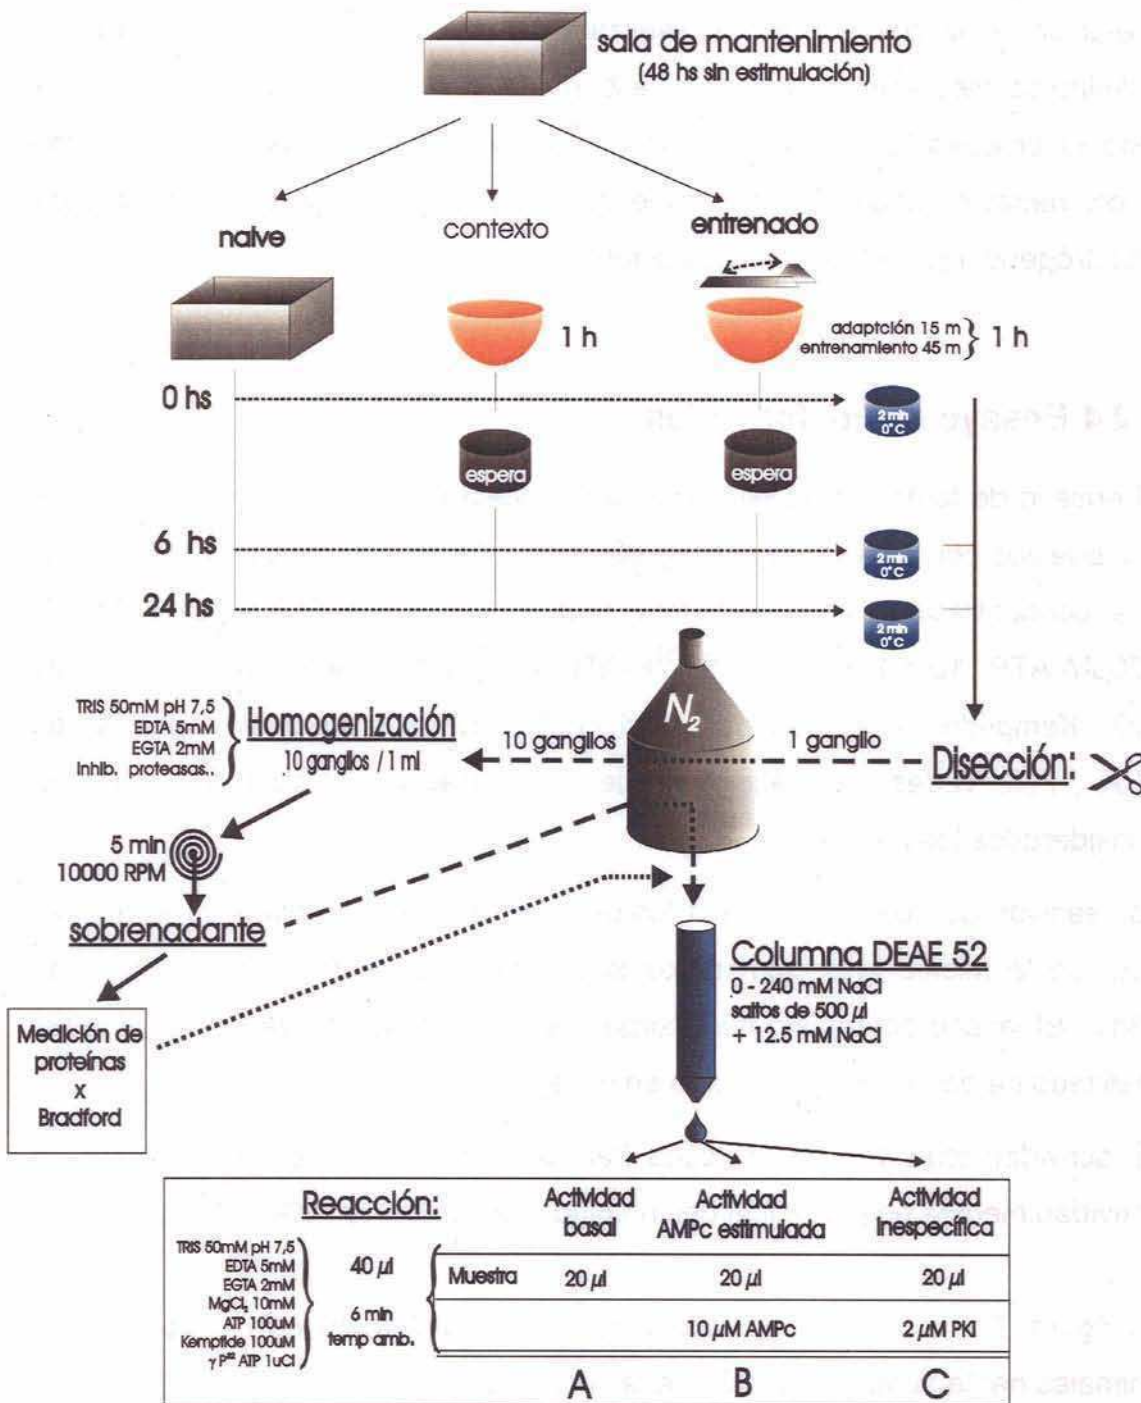 sala de mantenimiento
(48 hs sin estimulación)
naive
contexto
entrenado
1 h
adaptción 15 m
entrenamiento 45 m
1 h
0 hs
2 min
0°C
espera
espera
6 hs
2 min
0°C
24 hs
2 min
0°C
N₂
TRIS 50mM pH 7,5
EDTA 5mM
EGTA 2mM
Inhib. proteasas..
Homogenización
10 ganglios / 1 ml
10 ganglios
1 ganglio
Disección:
5 min
10000 RPM
sobrenadante
Medición de
proteínas
x
Bradford
Columna DEAE 52
0 - 240 mM NaCl
saltos de 500 µl
+ 12.5 mM NaCl
Reacción:
TRIS 50mM pH 7,5
EDTA 5mM
EGTA 2mM
MgCl₂ 10mM
ATP 100uM
Kemptide 100uM
γ P³² ATP 1uCi
40 µl
6 min
temp amb.
Actividad
basal
Actividad
AMPc estimulada
Actividad
inespecífica
Muestra
20 µl
20 µl
20 µl
10 µM AMPc
2 µM PKI
A
B
C